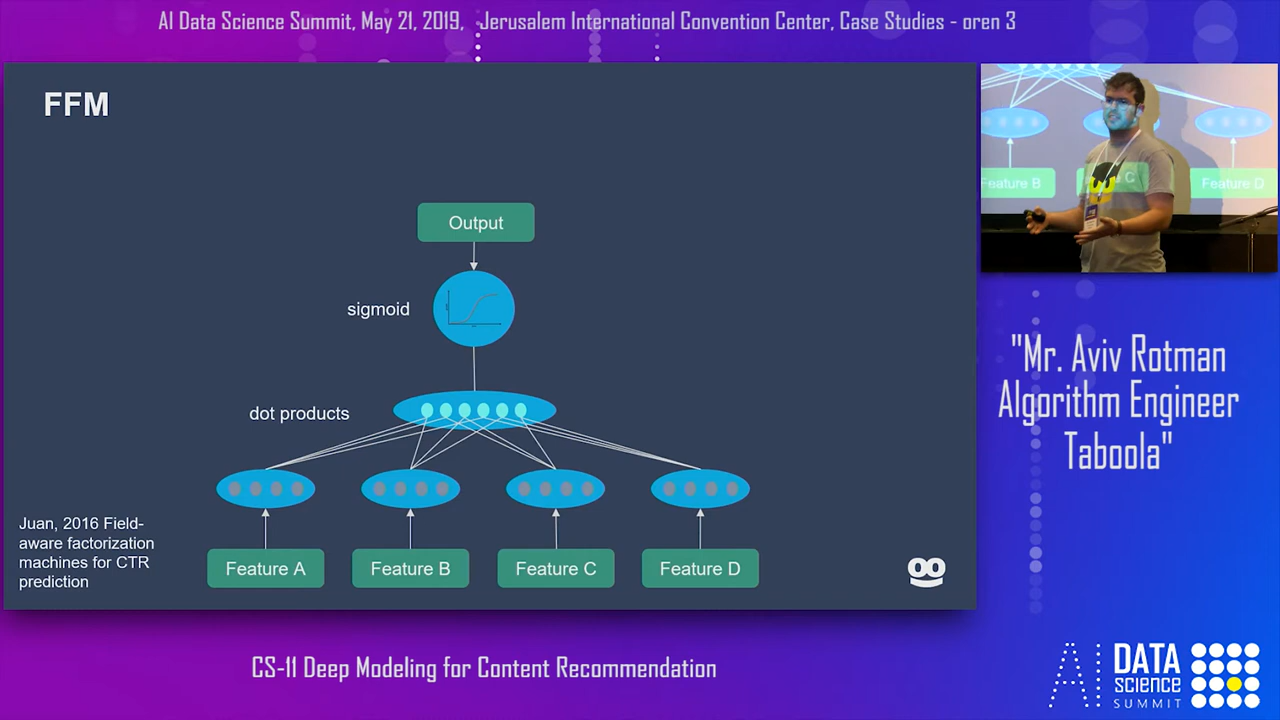 AI Data Science Summit, May 21, 2019, Jerusalem International Convention Center, Case Studies - oren 3
FFM
Output
sigmoid
dot products
Juan, 2016 Field-
aware factorization
machines for CTR
prediction
Feature A
Feature B
Feature C
Feature D
Feature B
C
Feature D
"Mr. Aviv Rotman
Algorithm Engineer
Taboola"
CS-11 Deep Modeling for Content Recommendation
AI DATA
SCIENCE
SUMMIT